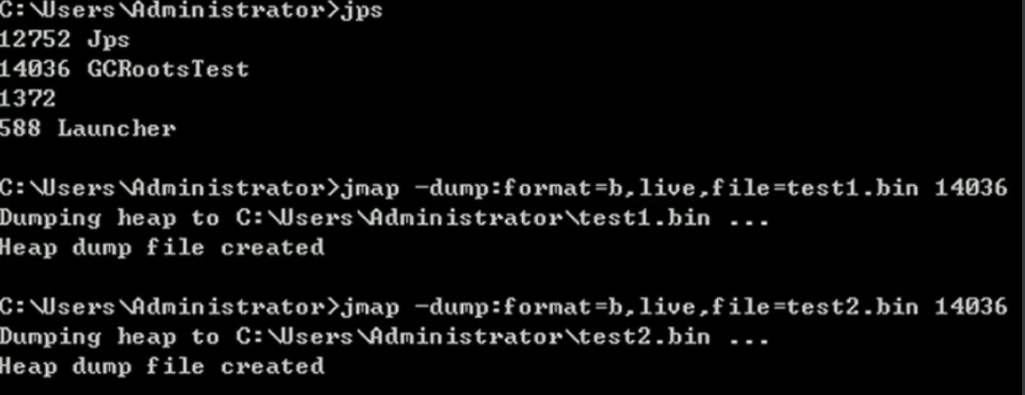 C:\Users\Administrator>jps
12752 Jps
14036 GCRootsTest
1372
588 Launcher
C:\Users\Administrator>jmap -dump:format=b,live,file=test1.bin 14036
Dumping heap to C:\Users\Administrator\test1.bin ...
Heap dump file created
C:\Users\Administrator>jmap -dump:format=b,live,file=test2.bin 14036
Dumping heap to C:\Users\Administrator\test2.bin ...
Heap dump file created